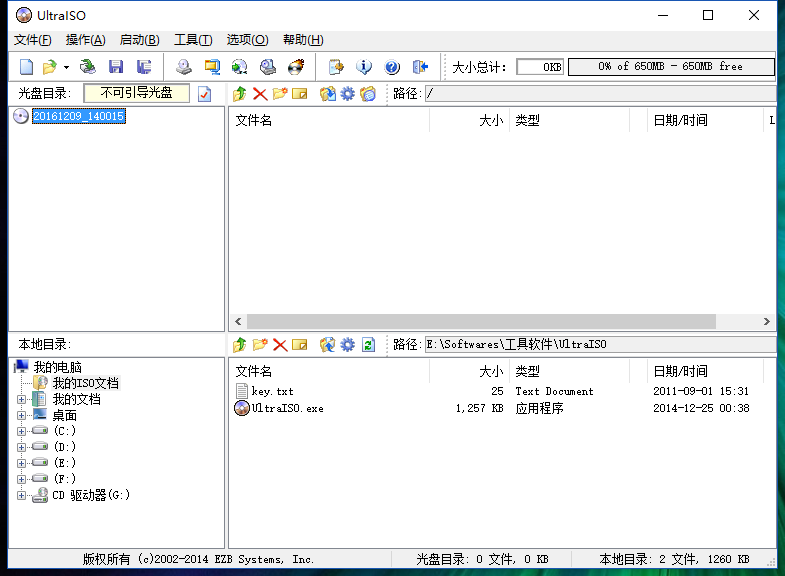 UltraISO
文件(F) 操作(A) 启动(B) 工具(T) 选项(O) 帮助(H)
大小总计: 0KB 0% of 650MB - 650MB free
光盘目录: 不可引导光盘 路径: /
20161209_140015
文件名 大小 类型 日期/时间 L
本地目录: 路径: E:\Softwares\工具软件\UltraISO
我的电脑
我的ISO文档
我的文档
桌面
(C:)
(D:)
(E:)
(F:)
CD 驱动器(G:)
文件名 大小 类型 日期/时间
key.txt 25 Text Document 2011-09-01 15:31
UltraISO.exe 1,257 KB 应用程序 2014-12-25 00:38
版权所有 (c)2002-2014 EZB Systems, Inc. 光盘目录: 0 文件, 0 KB 本地目录: 2 文件, 1260 KB